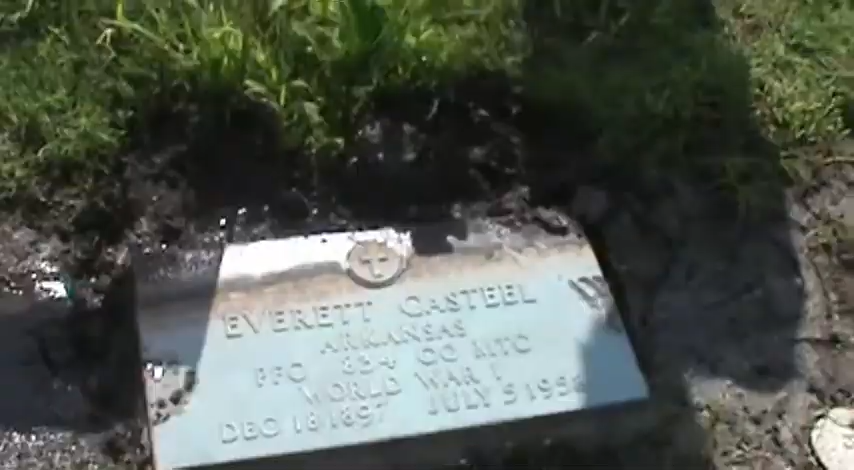 EVERETT CASTEEL
ARKANSAS
PFC 834 CO MTC
WORLD WAR I
DEC 18 1897 JULY 5